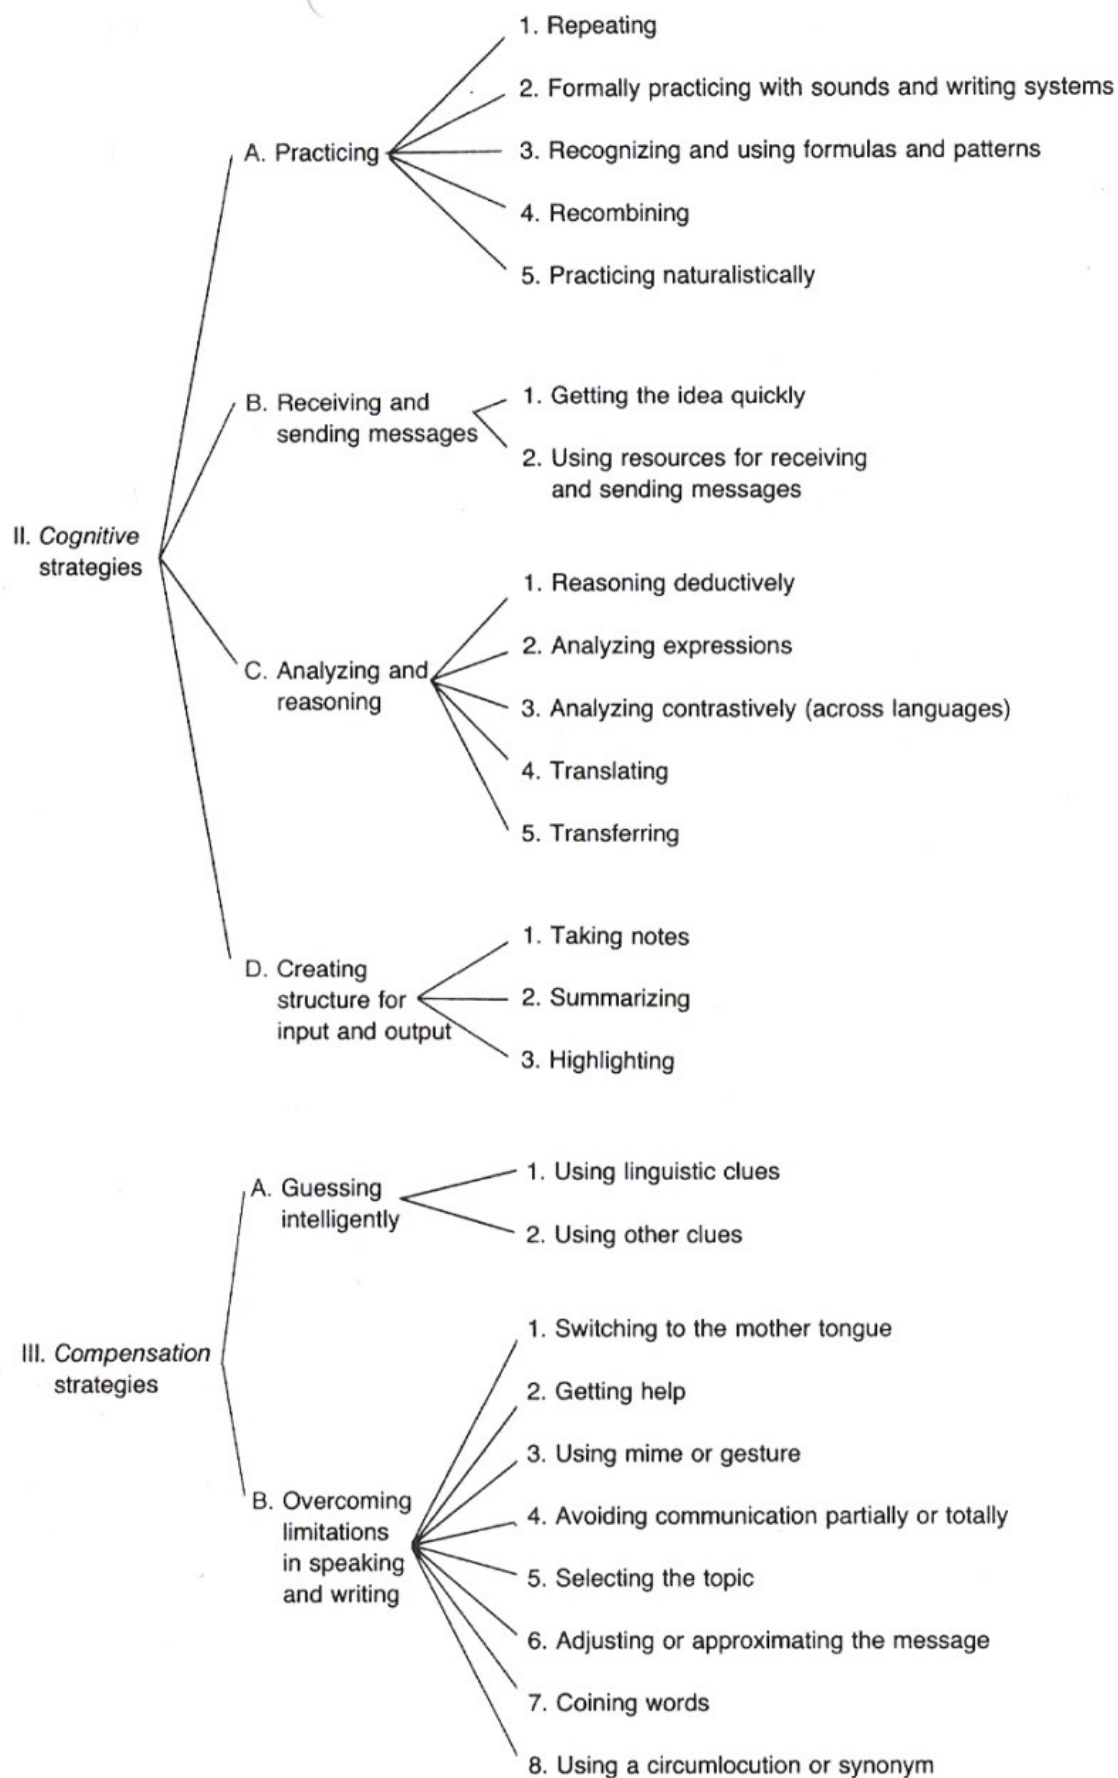 II. Cognitive
strategies
A. Practicing
1. Repeating
2. Formally practicing with sounds and writing systems
3. Recognizing and using formulas and patterns
4. Recombining
5. Practicing naturalistically
B. Receiving and
sending messages
1. Getting the idea quickly
2. Using resources for receiving
and sending messages
C. Analyzing and
reasoning
1. Reasoning deductively
2. Analyzing expressions
3. Analyzing contrastively (across languages)
4. Translating
5. Transferring
D. Creating
structure for
input and output
1. Taking notes
2. Summarizing
3. Highlighting
III. Compensation
strategies
A. Guessing
intelligently
1. Using linguistic clues
2. Using other clues
B. Overcoming
limitations
in speaking
and writing
1. Switching to the mother tongue
2. Getting help
3. Using mime or gesture
4. Avoiding communication partially or totally
5. Selecting the topic
6. Adjusting or approximating the message
7. Coining words
8. Using a circumlocution or synonym